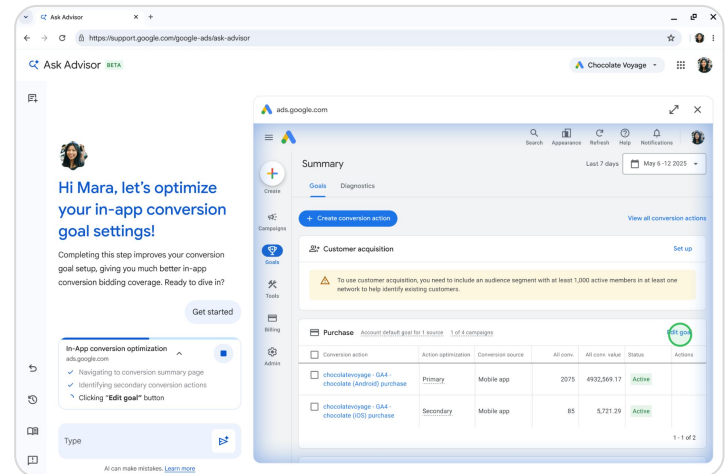 Ask Advisor
https://support.google.com/google-ads/ask-advisor
Ask Advisor BETA
Chocolate Voyage
Hi Mara, let's optimize
your in-app conversion
goal settings!
Completing this step improves your conversion
goal setup, giving you much better in-app
conversion bidding coverage. Ready to dive in?
Get started
In-App conversion optimization
ads.google.com
Navigating to conversion summary page
Identifying secondary conversion actions
Clicking "Edit goal" button
Type
AI can make mistakes. Learn more
ads.google.com
Search
Appearance
Refresh
Help
Notifications
Create
Campaigns
Goals
Tools
Billing
Admin
Summary
Last 7 days
May 6 -12 2025
Goals
Diagnostics
+ Create conversion action
View all conversion actions
Customer acquisition
Set up
To use customer acquisition, you need to include an audience segment with at least 1,000 active members in at least one
network to help identify existing customers.
Purchase Account default goal for 1 source 1 of 4 campaigns
Edit goal
Conversion action Action optimization Conversion source All conv. All conv. value Status Actions
chocolatevoyage - GA4 -
chocolate (Android) purchase
Primary Mobile app 2075 4932,569.17 Active
chocolatevoyage - GA4 -
chocolate (iOS) purchase
Secondary Mobile app 85 5,721.29 Active
1 - 1 of 2